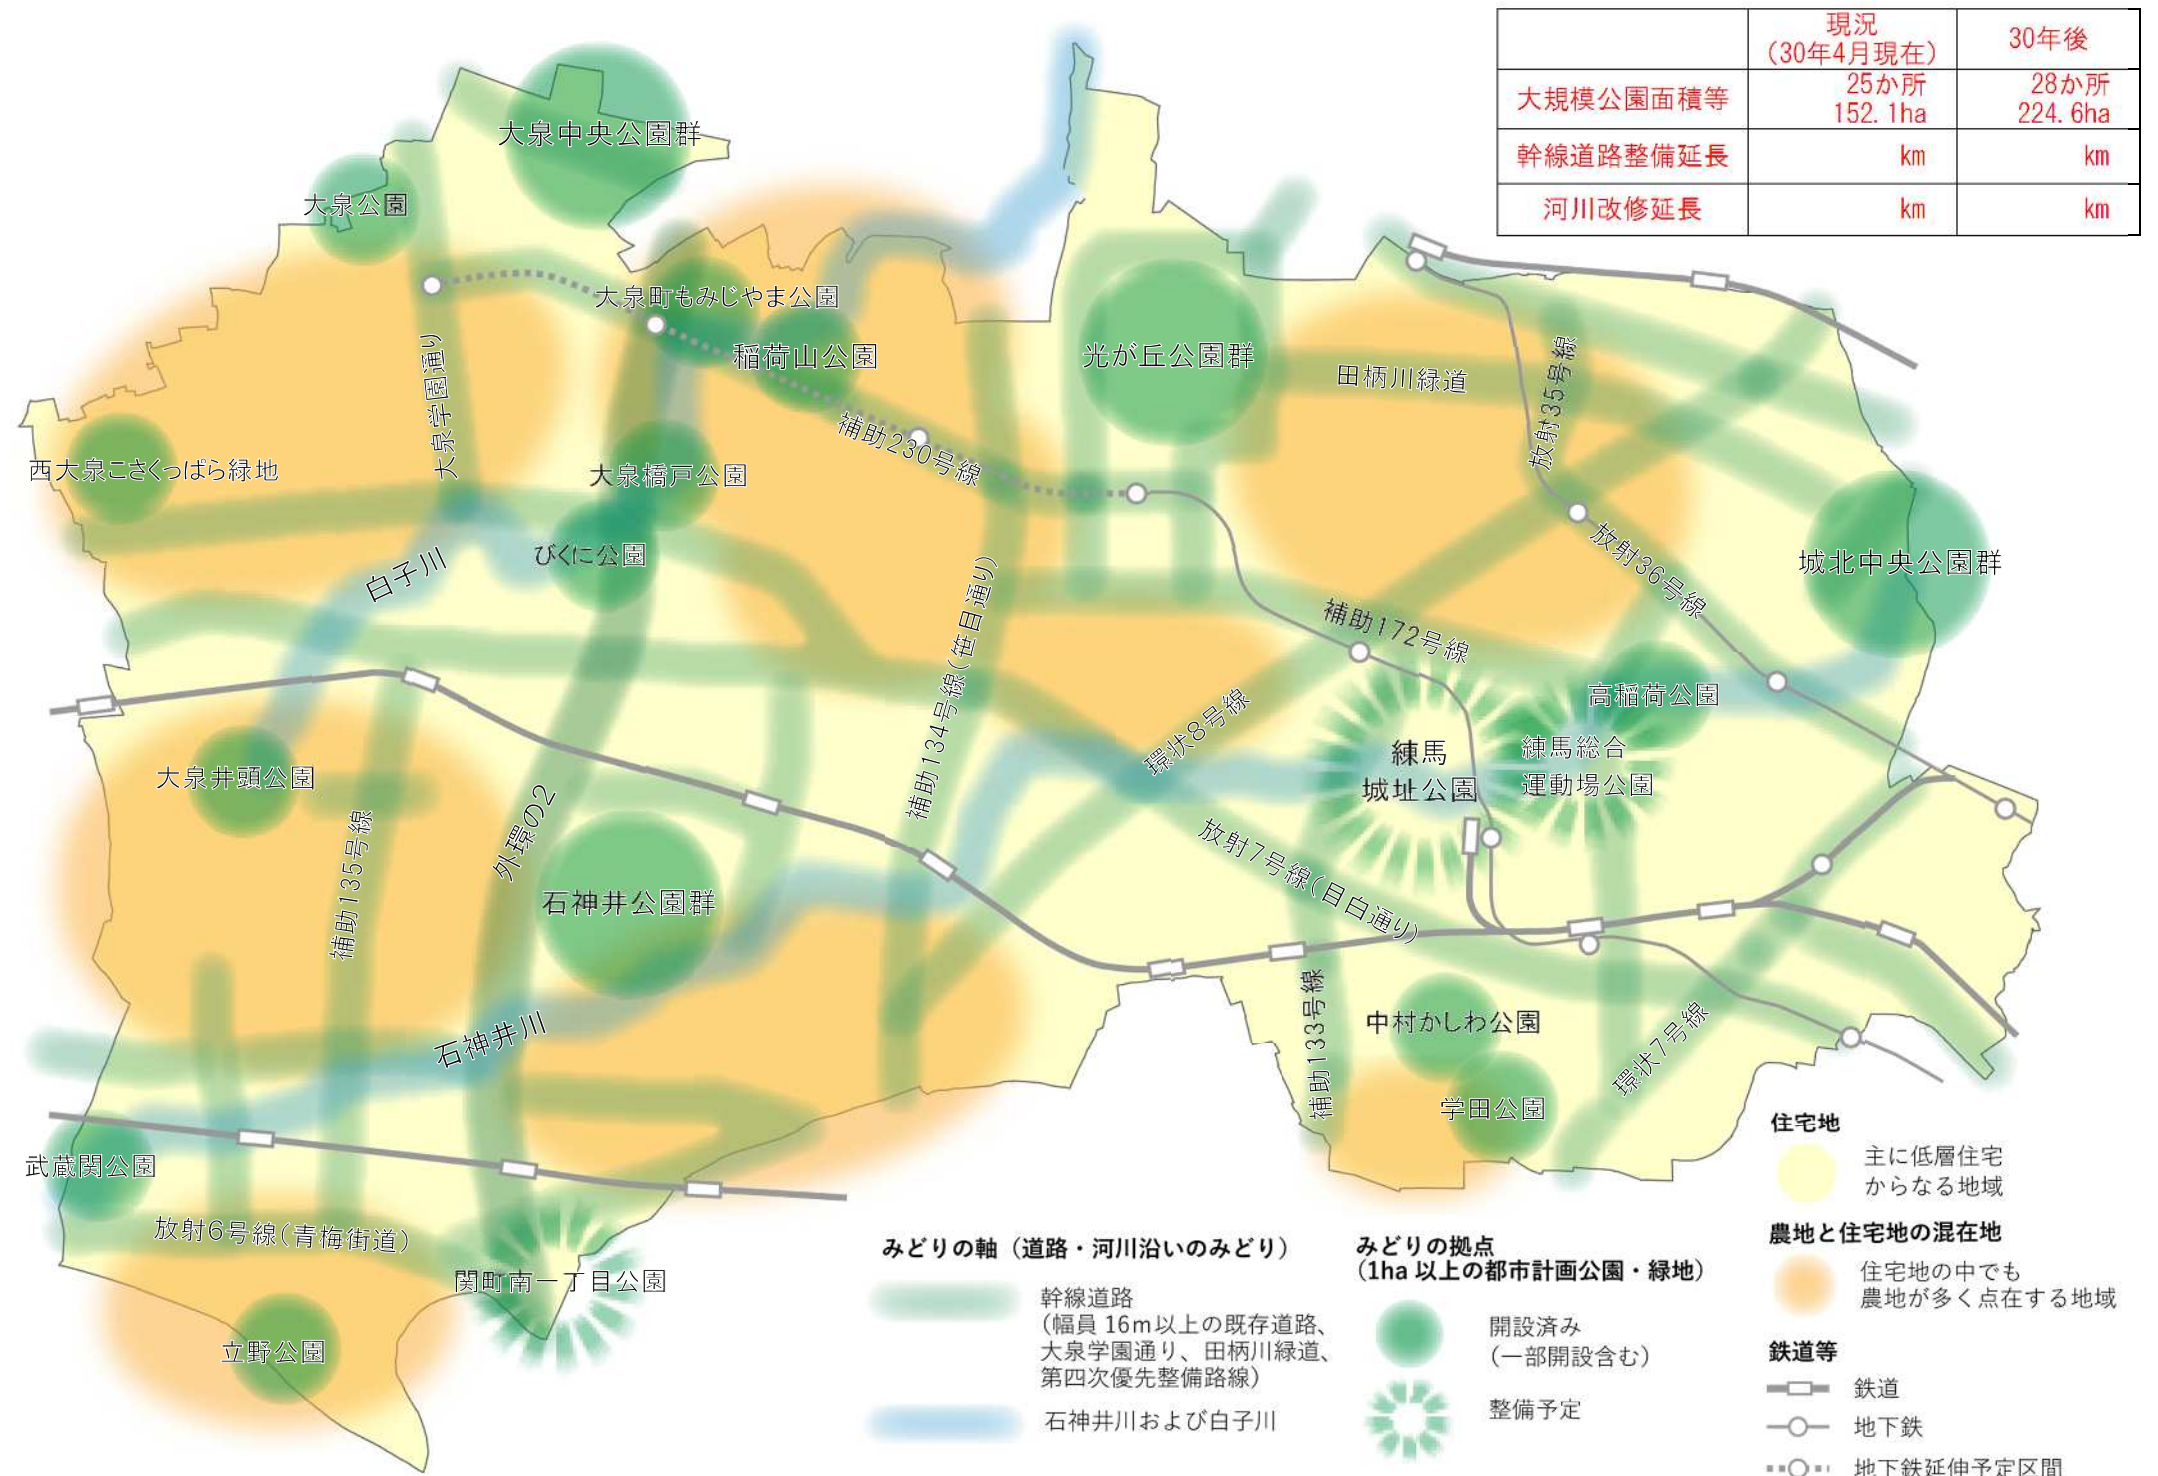 現況
(30年4月現在)
30年後
大規模公園面積等
25か所
152.1ha
28か所
224.6ha
幹線道路整備延長
km
km
河川改修延長
km
km
大泉中央公園群
大泉公園
大泉町もみじやま公園
稲荷山公園
光が丘公園群
田柄川緑道
放射35号線
大泉学園通り
補助230号線
西大泉こさくっぱら緑地
大泉橋戸公園
びくに公園
白子川
放射36号線
城北中央公園群
補助172号線
補助134号線(笹目通り)
環状8号線
高稲荷公園
練馬
城址公園
練馬総合
運動場公園
大泉井頭公園
外環の2
補助135号線
石神井公園群
放射7号線(目白通り)
石神井川
補助133号線
中村かしわ公園
環状7号線
学田公園
武蔵関公園
放射6号線(青梅街道)
関町南一丁目公園
立野公園
みどりの軸(道路・河川沿いのみどり)
幹線道路
(幅員16m以上の既存道路、
大泉学園通り、田柄川緑道、
第四次優先整備路線)
石神井川および白子川
みどりの拠点
(1ha以上の都市計画公園・緑地)
開設済み
(一部開設含む)
整備予定
住宅地
主に低層住宅
からなる地域
農地と住宅地の混在地
住宅地の中でも
農地が多く点在する地域
鉄道等
鉄道
地下鉄
地下鉄延伸予定区間